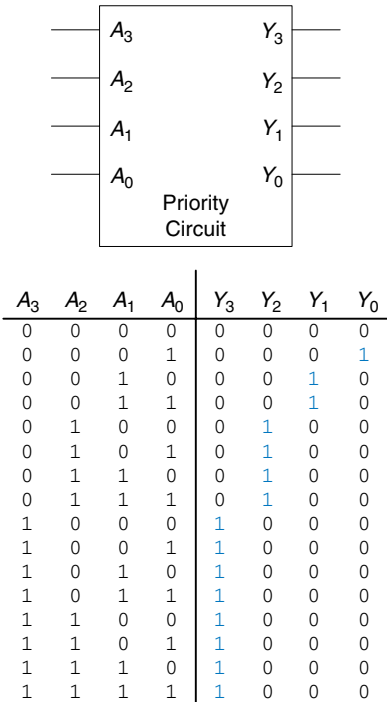 A3 Y3
A2 Y2
A1 Y1
A0 Y0
Priority
Circuit
A3 A2 A1 A0 Y3 Y2 Y1 Y0
0 0 0 0 0 0 0 0
0 0 0 1 0 0 0 1
0 0 1 0 0 0 1 0
0 0 1 1 0 0 1 0
0 1 0 0 0 1 0 0
0 1 0 1 0 1 0 0
0 1 1 0 0 1 0 0
0 1 1 1 0 1 0 0
1 0 0 0 1 0 0 0
1 0 0 1 1 0 0 0
1 0 1 0 1 0 0 0
1 0 1 1 1 0 0 0
1 1 0 0 1 0 0 0
1 1 0 1 1 0 0 0
1 1 1 0 1 0 0 0
1 1 1 1 1 0 0 0